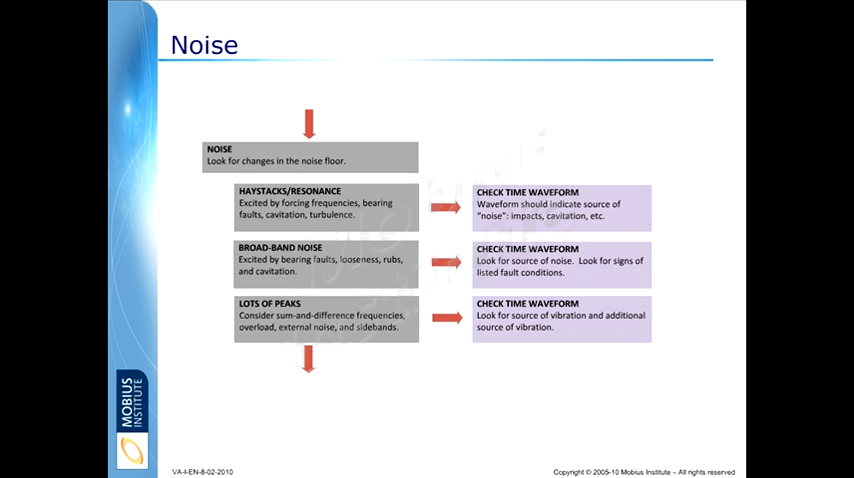 Noise
NOISE
Look for changes in the noise floor.
HAYSTACKS/RESONANCE
Excited by forcing frequencies, bearing
faults, cavitation, turbulence.
CHECK TIME WAVEFORM
Waveform should indicate source of
“noise”: impacts, cavitation, etc.
BROAD-BAND NOISE
Excited by bearing faults, looseness, rubs,
and cavitation.
CHECK TIME WAVEFORM
Look for source of noise.  Look for signs of
listed fault conditions.
LOTS OF PEAKS
Consider sum-and-difference frequencies,
overload, external noise, and sidebands.
CHECK TIME WAVEFORM
Look for source of vibration and additional
source of vibration.
MOBIUS
INSTITUTE
VA-I-EN-8-02-2010
Copyright © 2005-10 Mobius Institute – All rights reserved